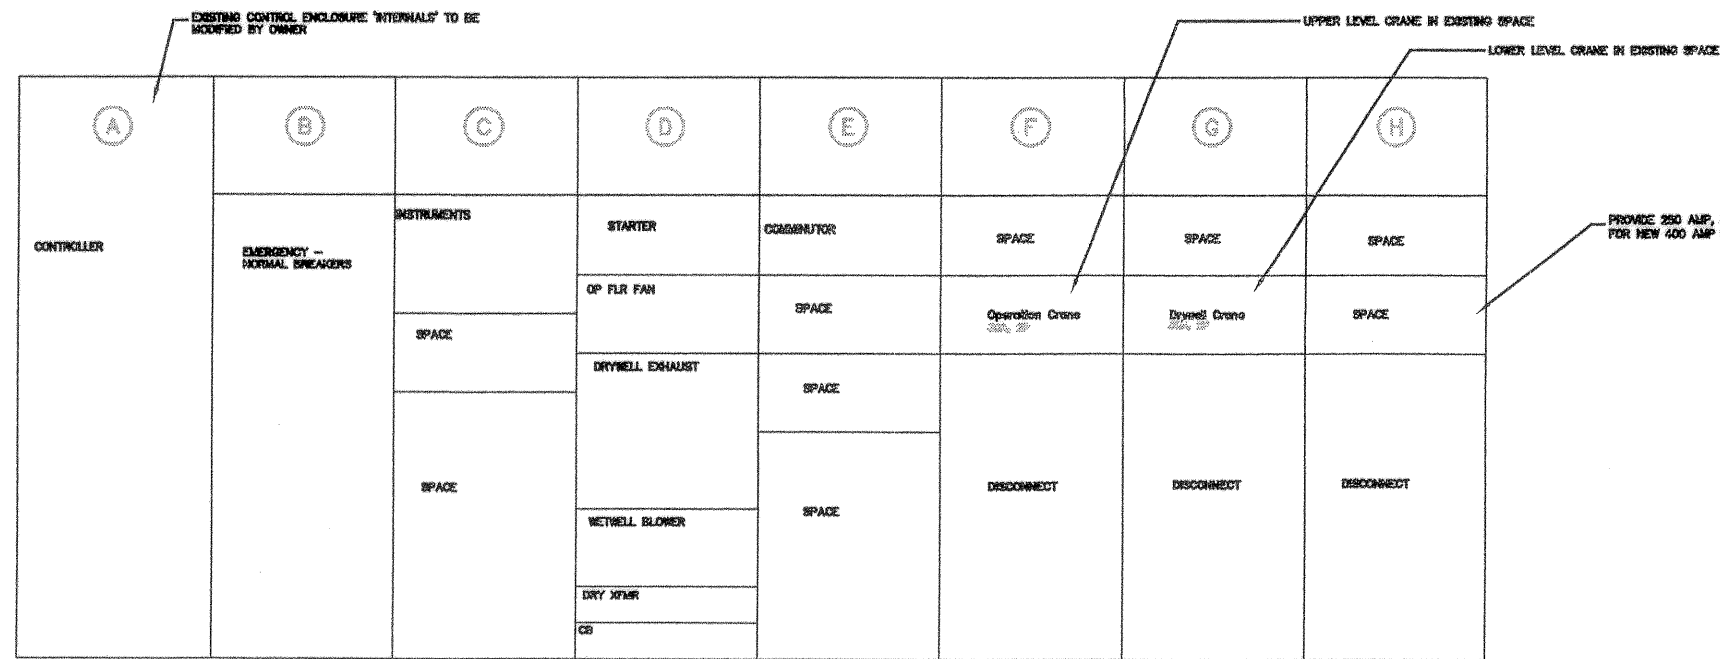 EXISTING CONTROL ENCLOSURE "INTERNALS" TO BE
MODIFIED BY OWNER
UPPER LEVEL CRANE IN EXISTING SPACE
LOWER LEVEL CRANE IN EXISTING SPACE
A
B
C
D
E
F
G
H
PROVIDE 250 AMP,
FOR NEW 400 AMP
CONTROLLER
EMERGENCY –
NORMAL BREAKERS
INSTRUMENTS
SPACE
SPACE
STARTER
OP FLR FAN
DRYWELL EXHAUST
WETWELL BLOWER
DRY XFMR
CB
COMMINUTOR
SPACE
SPACE
SPACE
SPACE
Operation Crane
DISCONNECT
SPACE
Drywell Crane
DISCONNECT
SPACE
SPACE
DISCONNECT